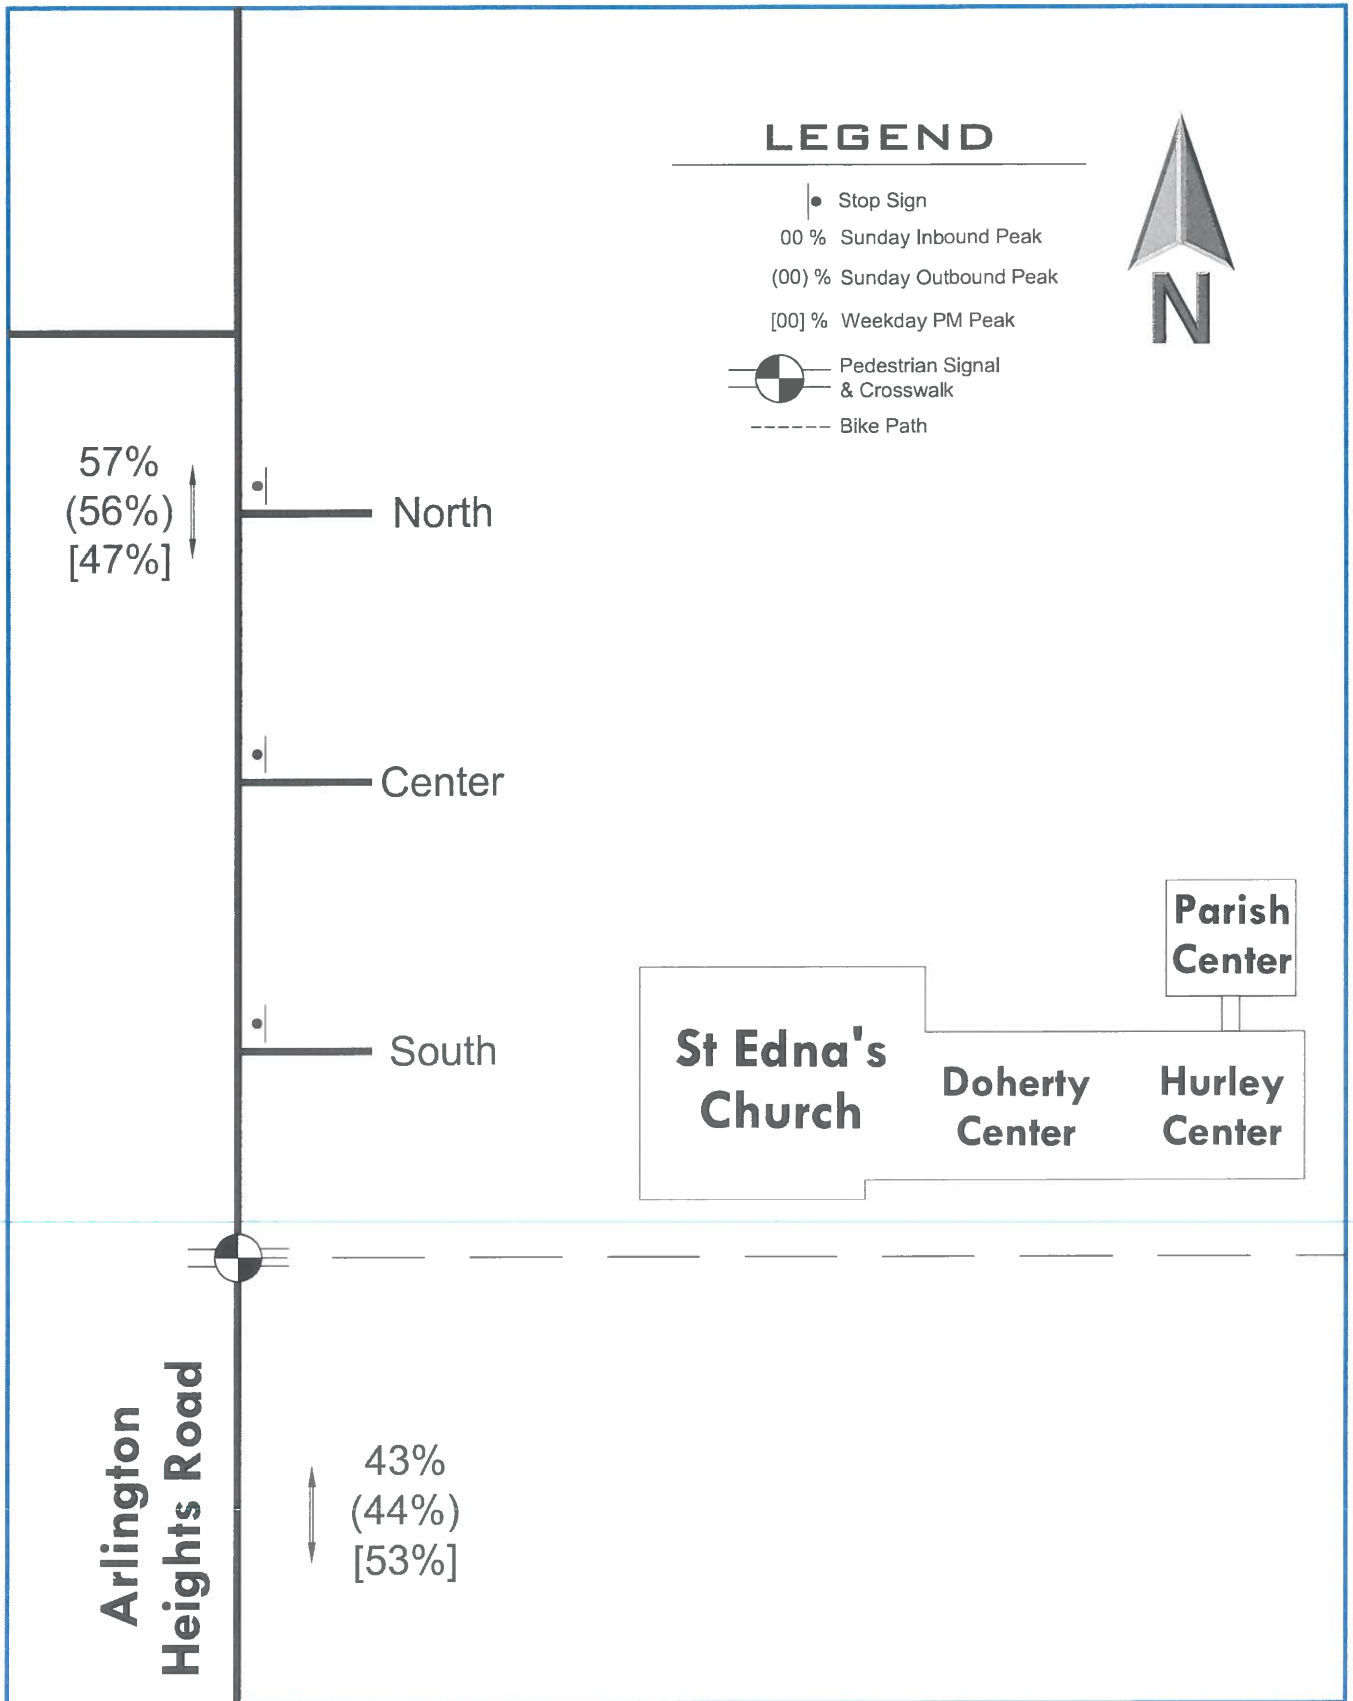 LEGEND
Stop Sign
00 % Sunday Inbound Peak
(00) % Sunday Outbound Peak
[00] % Weekday PM Peak
Pedestrian Signal
& Crosswalk
Bike Path
N
57%
(56%)
[47%]
North
Center
South
Parish
Center
St Edna's
Church
Doherty
Center
Hurley
Center
Arlington
Heights Road
43%
(44%)
[53%]